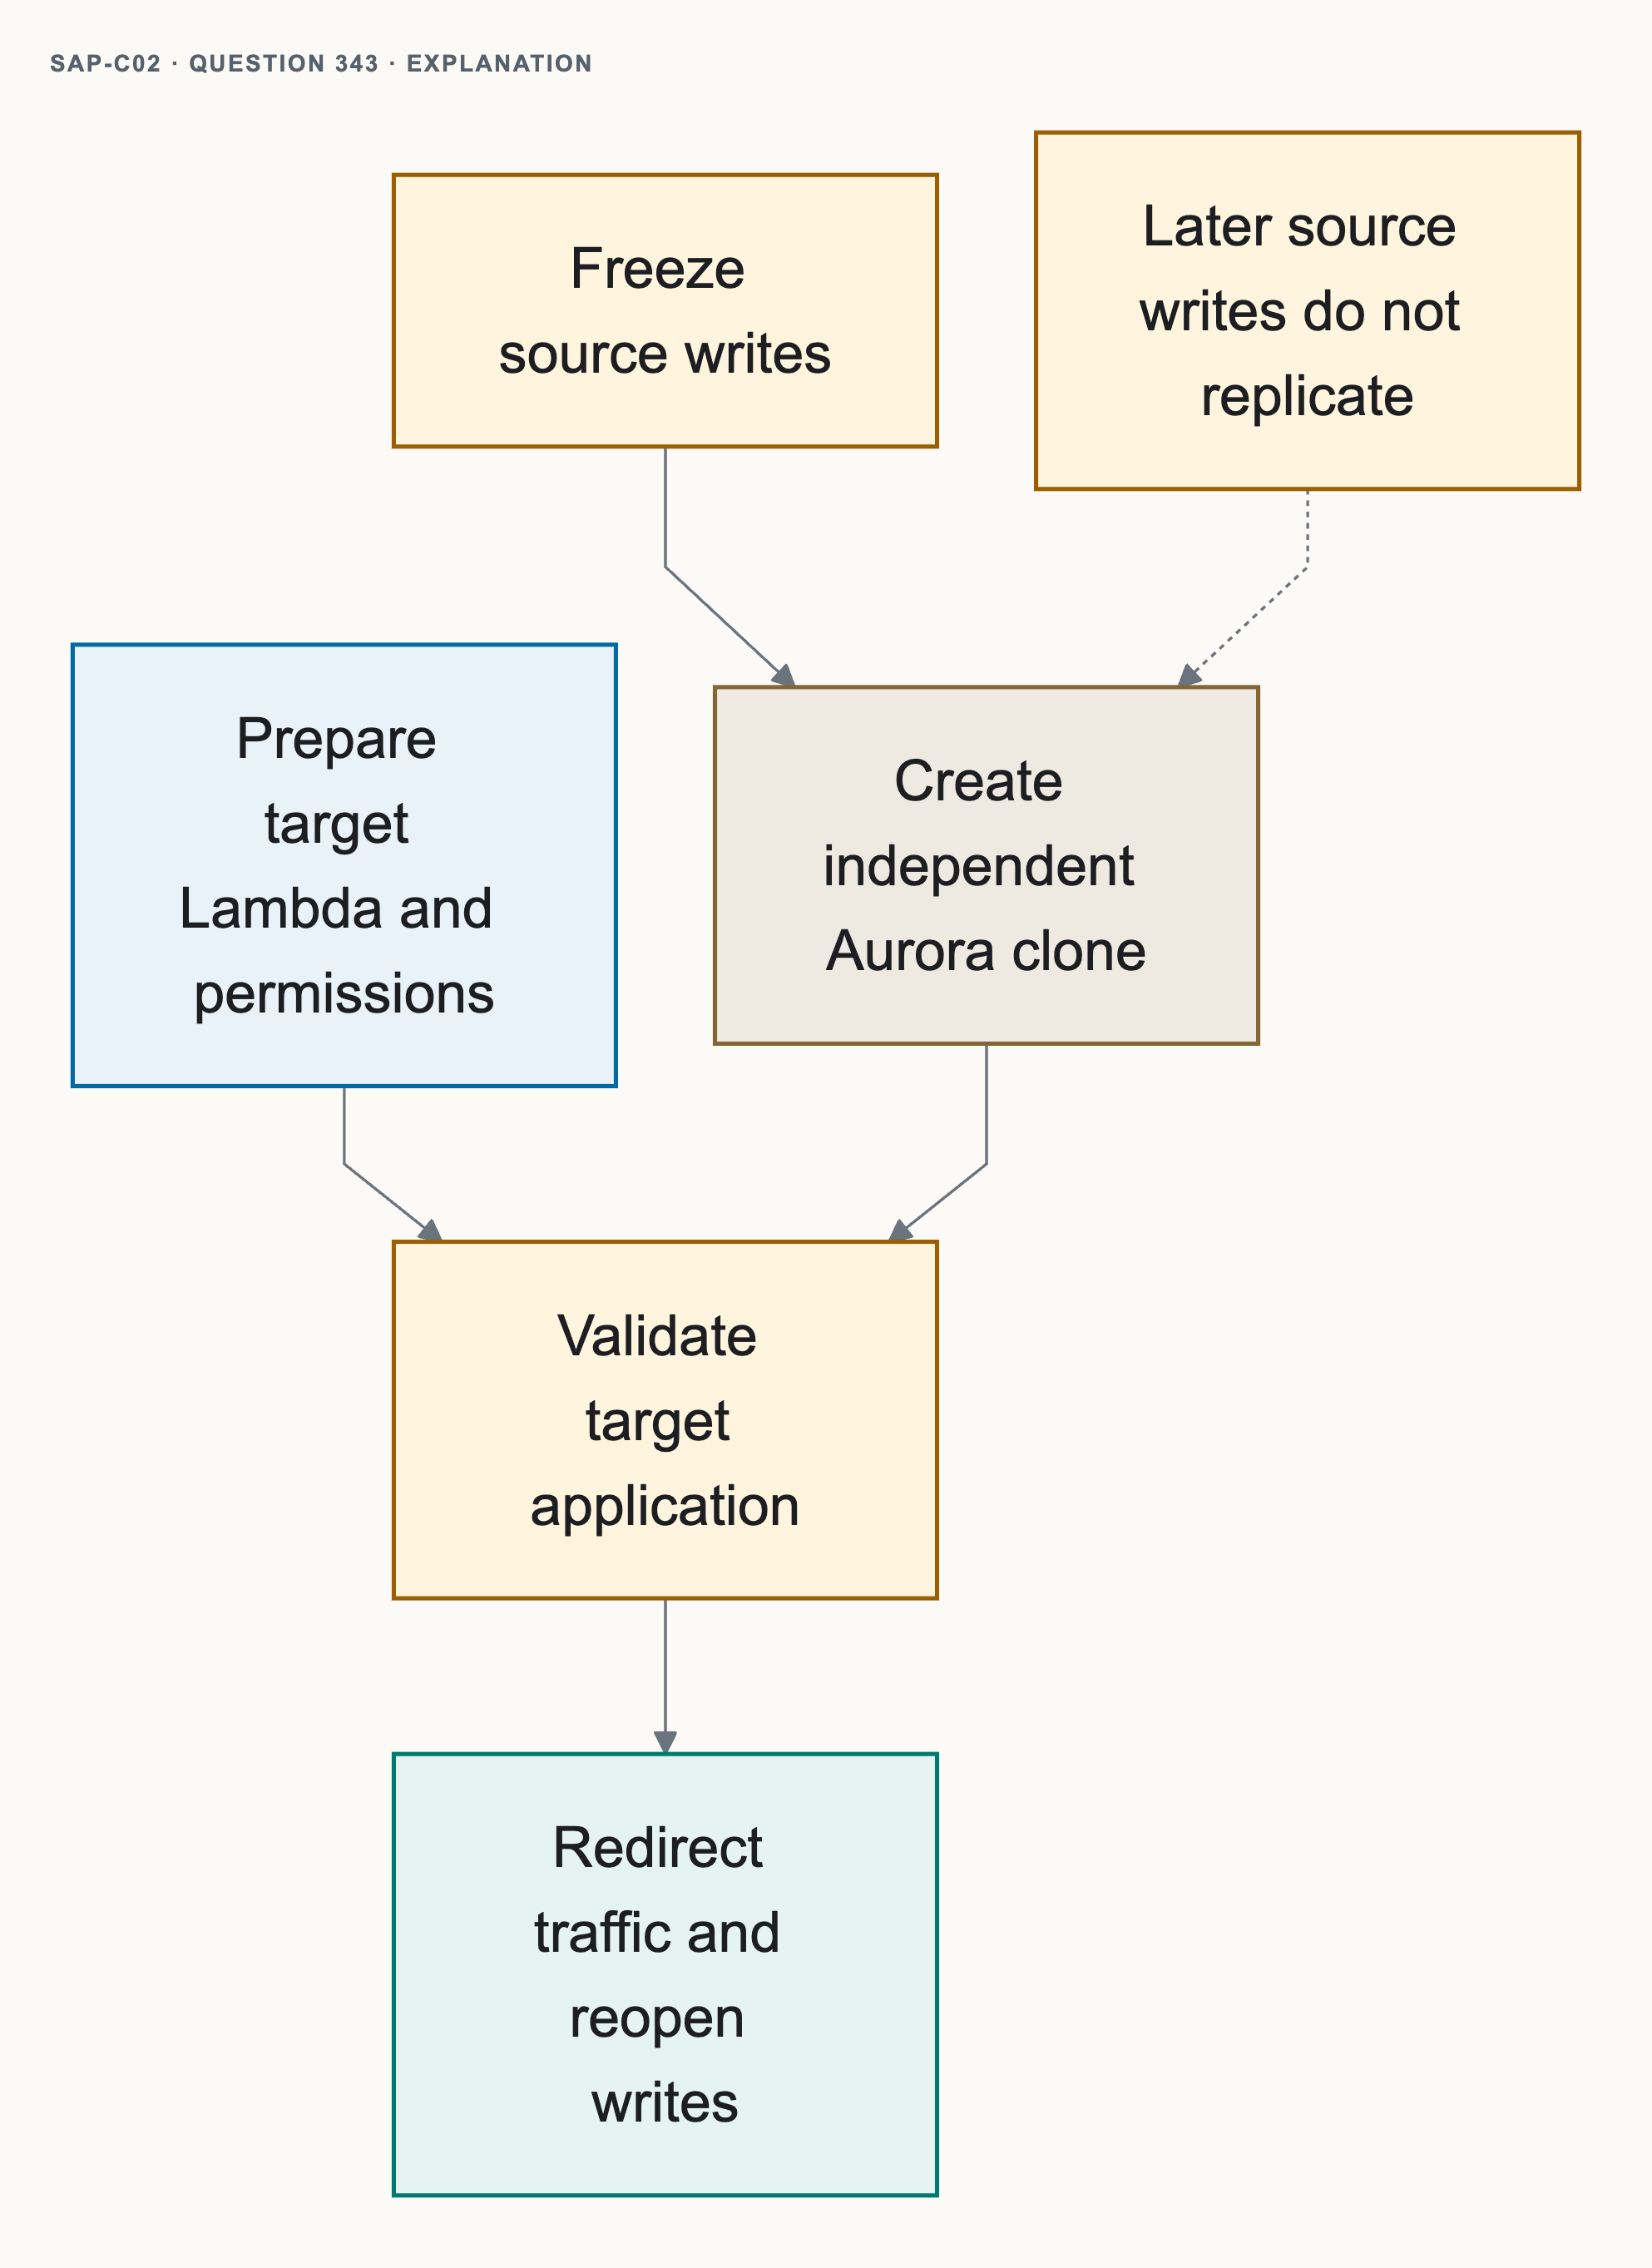 SAP-C02 · QUESTION 343 · EXPLANATION
Freeze
source writes
Later source
writes do not
replicate
Prepare
target
Lambda and
permissions
Create
independent
Aurora clone
Validate
target
application
Redirect
traffic and
reopen
writes